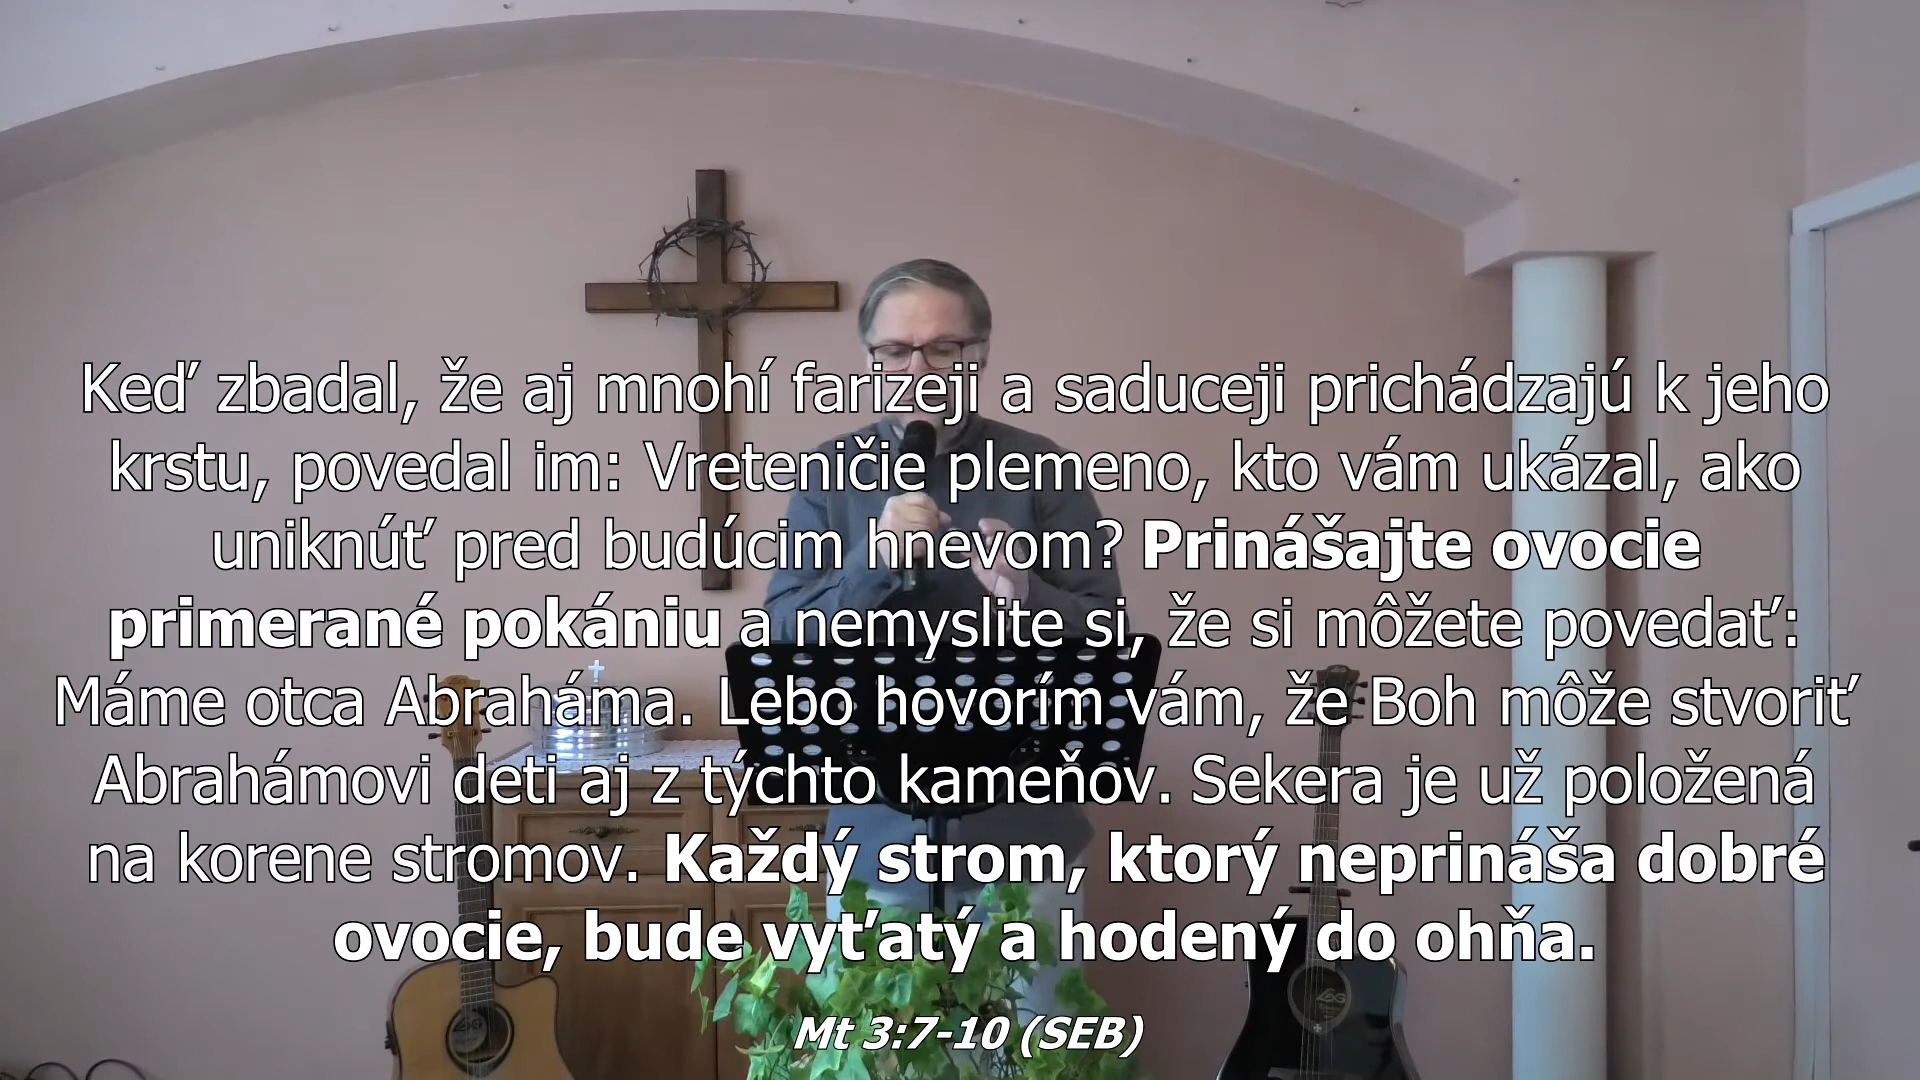 Keď zbadal, že aj mnohí farizeji a saduceji prichádzajú k jeho
krstu, povedal im: Vreteničie plemeno, kto vám ukázal, ako
uniknúť pred budúcim hnevom? Prinášajte ovocie
primerané pokániu a nemyslite si, že si môžete povedať:
Máme otca Abraháma. Lebo hovorím vám, že Boh môže stvoriť
Abrahámovi deti aj z týchto kameňov. Sekera je už položená
na korene stromov. Každý strom, ktorý neprináša dobré
ovocie, bude vyťatý a hodený do ohňa.
Mt 3:7-10 (SEB)